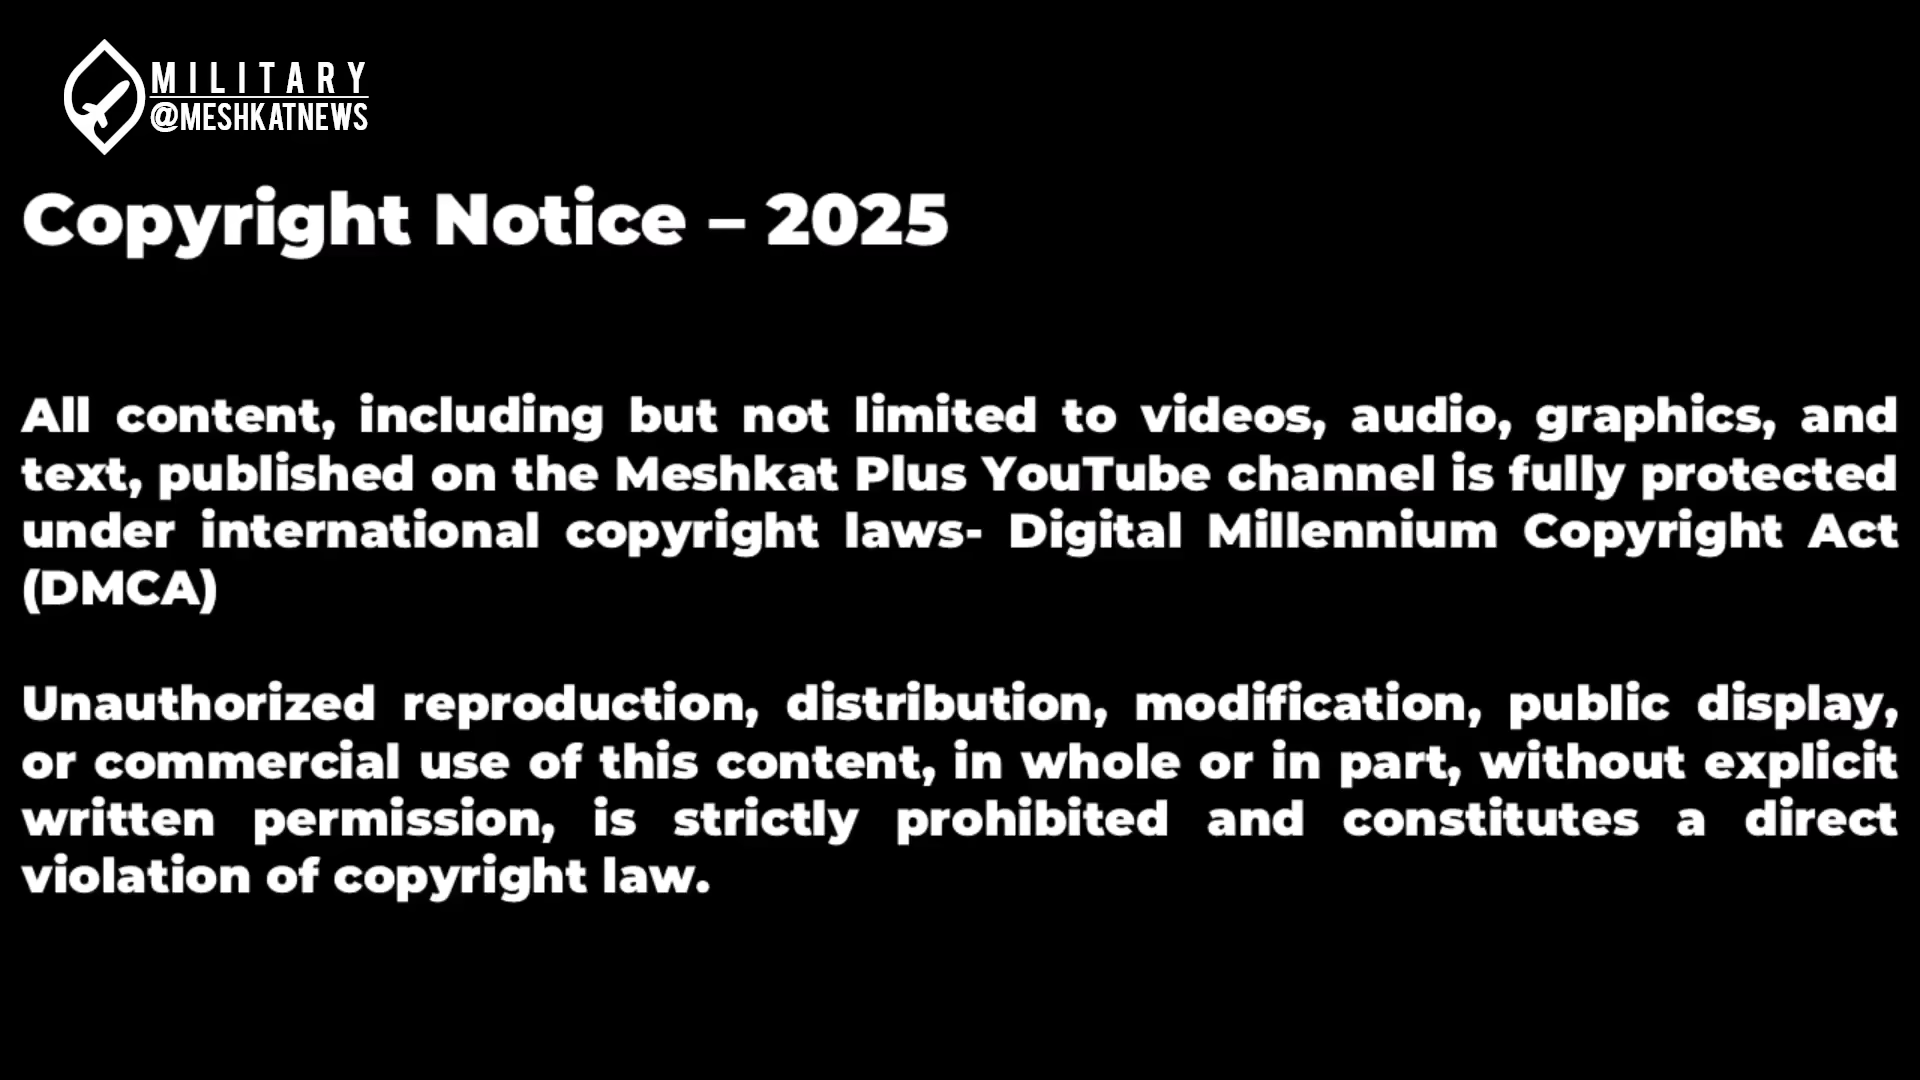 MILITARY
@MESHKATNEWS
Copyright Notice – 2025
All content, including but not limited to videos, audio, graphics, and
text, published on the Meshkat Plus YouTube channel is fully protected
under international copyright laws- Digital Millennium Copyright Act
(DMCA)
Unauthorized reproduction, distribution, modification, public display,
or commercial use of this content, in whole or in part, without explicit
written permission, is strictly prohibited and constitutes a direct
violation of copyright law.